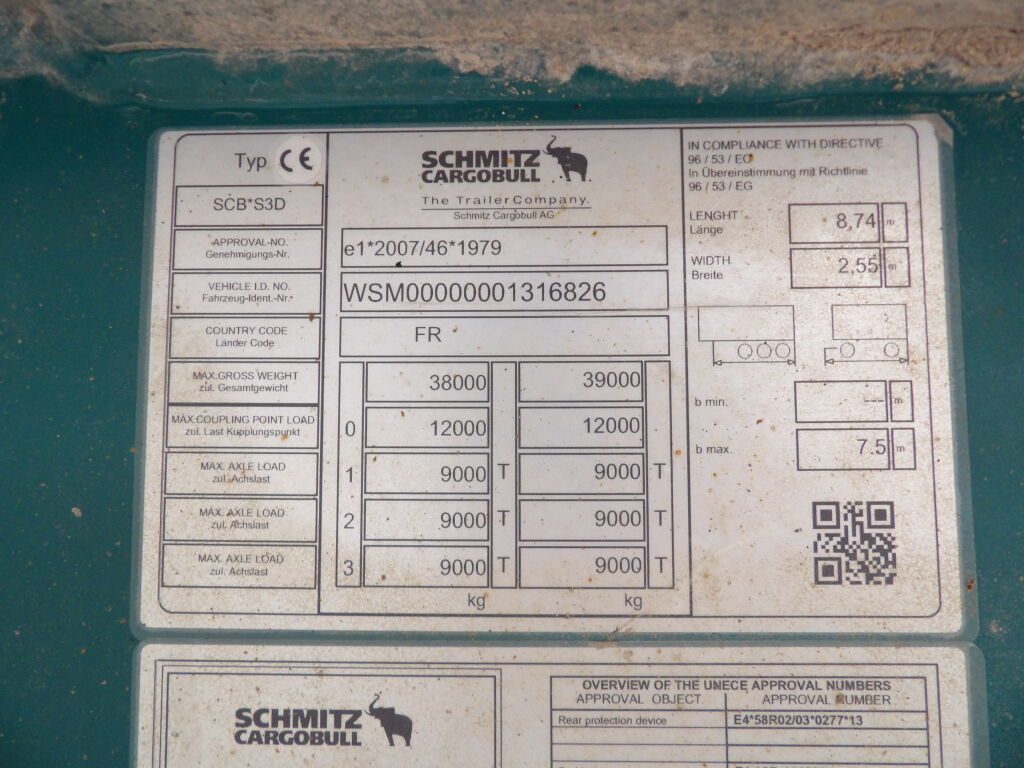 Typ CE
SCB*S3D
APPROVAL-NO.
Genehmigungs-Nr.
VEHICLE I.D. NO.
Fahrzeug-Ident.-Nr.
COUNTRY CODE
Länder Code
MAX.GROSS WEIGHT
zul. Gesamtgewicht
MAX.COUPLING POINT LOAD
zul. Last Kupplungspunkt
MAX. AXLE LOAD
zul. Achslast
MAX. AXLE LOAD
zul. Achslast
MAX. AXLE LOAD
zul. Achslast
SCHMITZ
CARGOBULL
The TrailerCompany.
Schmitz Cargobull AG
e1*2007/46*1979
WSM00000001316826
FR
38000 39000
0 12000 12000
1 9000 T 9000 T
2 9000 T 9000 T
3 9000 T 9000 T
kg kg
IN COMPLIANCE WITH DIRECTIVE
96 / 53 / EC
In Übereinstimmung mit Richtlinie
96 / 53 / EG
LENGHT
Länge
8,74 m
WIDTH
Breite
2,55 m
b min. --- m
b max. 7.5 m
SCHMITZ
CARGOBULL
OVERVIEW OF THE UNECE APPROVAL NUMBERS
APPROVAL OBJECT APPROVAL NUMBER
Rear protection device E4*58R02/03*0277*13